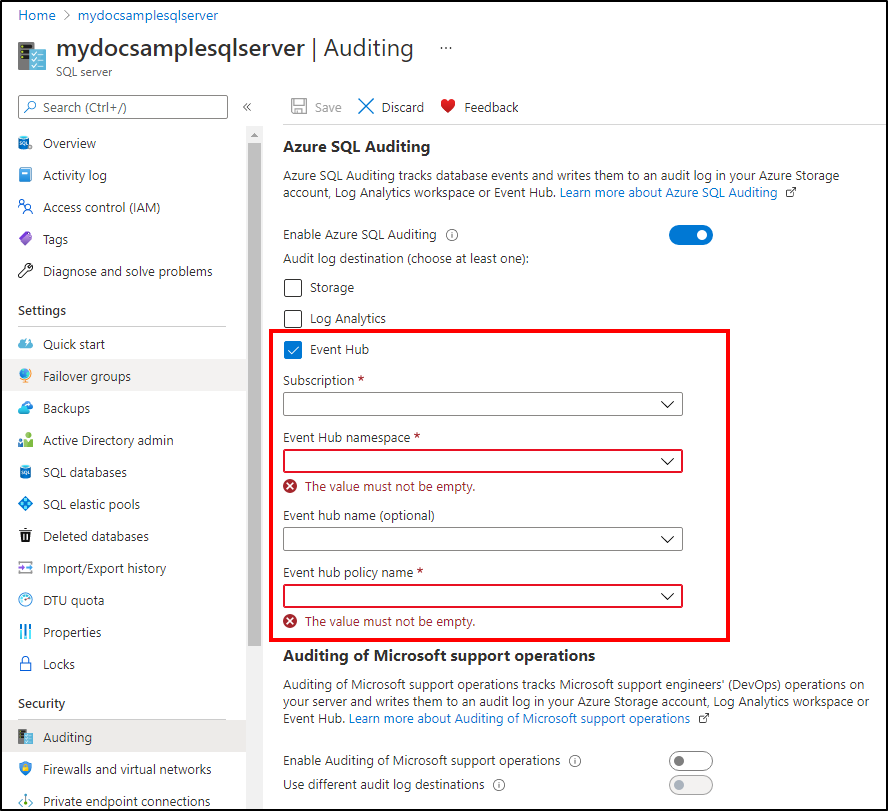 Home > mydocsamplesqlserver
mydocsamplesqlserver | Auditing ...
SQL server
Search (Ctrl+/)
«
Overview
Activity log
Access control (IAM)
Tags
Diagnose and solve problems
Settings
Quick start
Failover groups
Backups
Active Directory admin
SQL databases
SQL elastic pools
Deleted databases
Import/Export history
DTU quota
Properties
Locks
Security
Auditing
Firewalls and virtual networks
Private endpoint connections
Save Discard Feedback
Azure SQL Auditing
Azure SQL Auditing tracks database events and writes them to an audit log in your Azure Storage
account, Log Analytics workspace or Event Hub. Learn more about Azure SQL Auditing
Enable Azure SQL Auditing
Audit log destination (choose at least one):
Storage
Log Analytics
Event Hub
Subscription *
Event Hub namespace *
The value must not be empty.
Event hub name (optional)
Event hub policy name *
The value must not be empty.
Auditing of Microsoft support operations
Auditing of Microsoft support operations tracks Microsoft support engineers' (DevOps) operations on
your server and writes them to an audit log in your Azure Storage account, Log Analytics workspace or
Event Hub. Learn more about Auditing of Microsoft support operations
Enable Auditing of Microsoft support operations
Use different audit log destinations